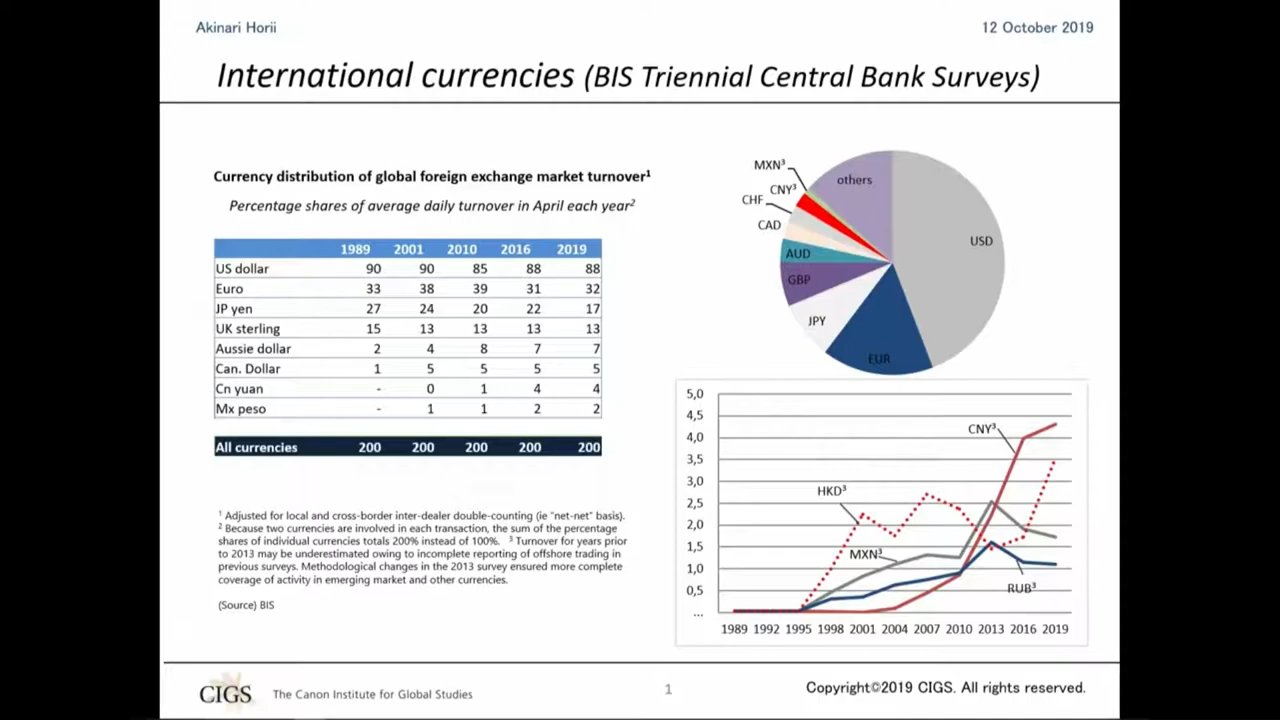 Akinari Horii
12 October 2019
International currencies (BIS Triennial Central Bank Surveys)
Currency distribution of global foreign exchange market turnover¹
Percentage shares of average daily turnover in April each year²
1989 2001 2010 2016 2019
US dollar 90 90 85 88 88
Euro 33 38 39 31 32
JP yen 27 24 20 22 17
UK sterling 15 13 13 13 13
Aussie dollar 2 4 8 7 7
Can. Dollar 1 5 5 5 5
Cn yuan - 0 1 4 4
Mx peso - 1 1 2 2
All currencies 200 200 200 200 200
¹ Adjusted for local and cross-border inter-dealer double-counting (ie "net-net" basis).
² Because two currencies are involved in each transaction, the sum of the percentage
shares of individual currencies totals 200% instead of 100%. ³ Turnover for years prior
to 2013 may be underestimated owing to incomplete reporting of offshore trading in
previous surveys. Methodological changes in the 2013 survey ensured more complete
coverage of activity in emerging market and other currencies.
(Source) BIS
MXN³
others
CNY³
CHF
CAD
USD
AUD
GBP
JPY
EUR
5,0
4,5
4,0
3,5
3,0
2,5
2,0
1,5
1,0
0,5
...
CNY³
HKD³
MXN³
RUB³
1989 1992 1995 1998 2001 2004 2007 2010 2013 2016 2019
CIGS The Canon Institute for Global Studies
1
Copyright©2019 CIGS. All rights reserved.